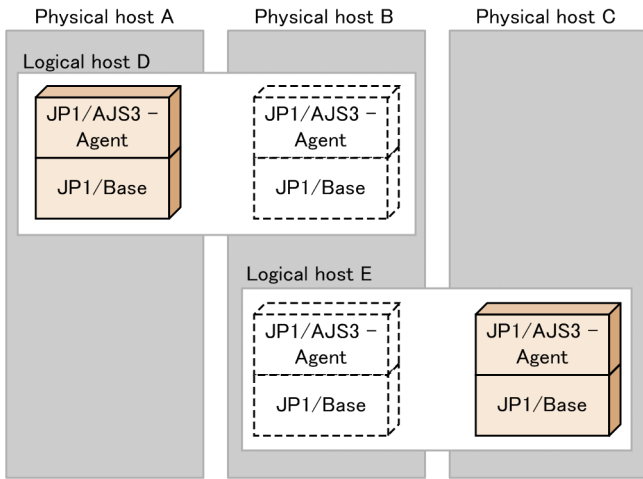 Physical host A
Physical host B
Physical host C
Logical host D
JP1/AJS3 –
Agent
JP1/Base
JP1/AJS3 –
Agent
JP1/Base
Logical host E
JP1/AJS3 –
Agent
JP1/Base
JP1/AJS3 –
Agent
JP1/Base